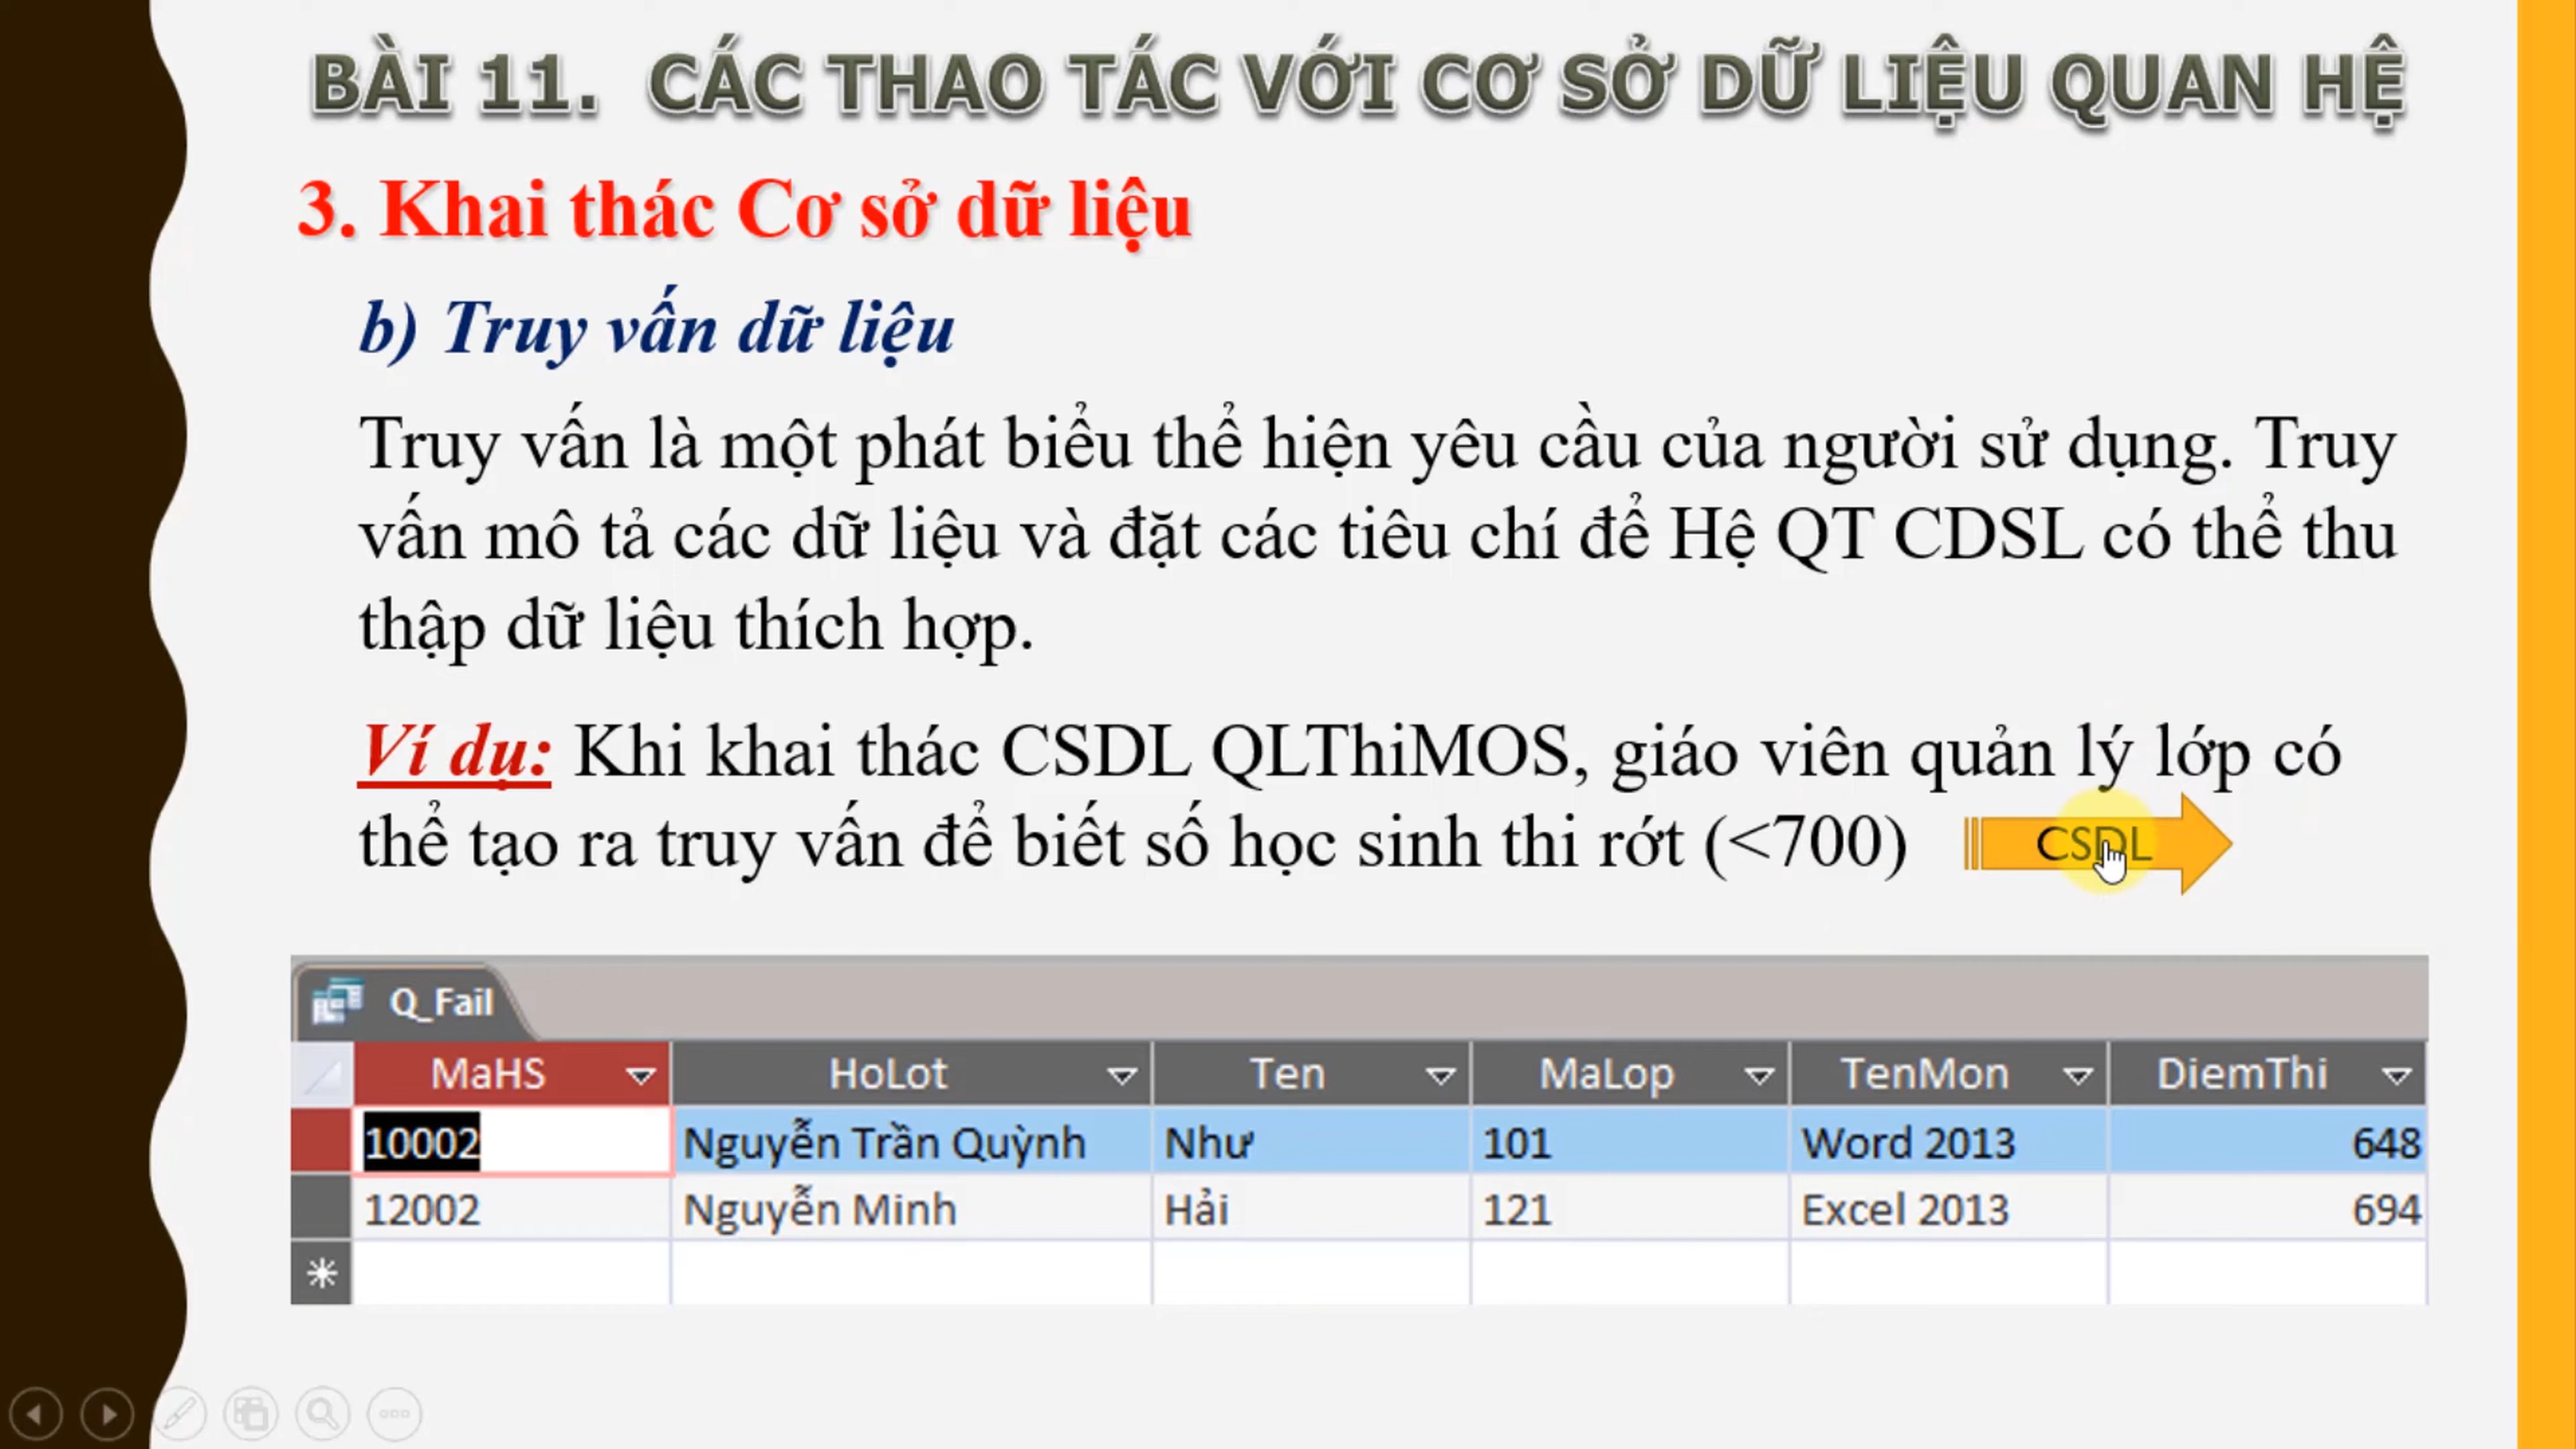 BÀI 11. CÁC THAO TÁC VỚI CƠ SỞ DỮ LIỆU QUAN HỆ
3. Khai thác Cơ sở dữ liệu
b) Truy vấn dữ liệu
Truy vấn là một phát biểu thể hiện yêu cầu của người sử dụng. Truy
vấn mô tả các dữ liệu và đặt các tiêu chí để Hệ QT CDSL có thể thu
thập dữ liệu thích hợp.
Ví dụ: Khi khai thác CSDL QLThiMOS, giáo viên quản lý lớp có
thể tạo ra truy vấn để biết số học sinh thi rớt (<700) CSDL
Q_Fail
MaHS HoLot Ten MaLop TenMon DiemThi
10002 Nguyễn Trần Quỳnh Như 101 Word 2013 648
12002 Nguyễn Minh Hải 121 Excel 2013 694